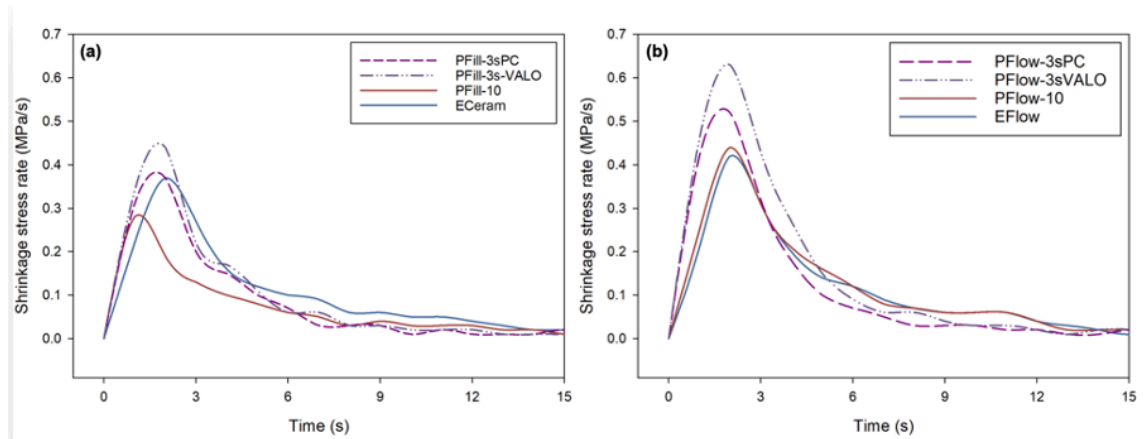 (a)
PFill-3sPC
PFill-3s-VALO
PFill-10
ECeram
Shrinkage stress rate (MPa/s)
0.7
0.6
0.5
0.4
0.3
0.2
0.1
0.0
0 3 6 9 12 15
Time (s)
(b)
PFlow-3sPC
PFlow-3sVALO
PFlow-10
EFlow
Shrinkage stress rate (MPa/s)
0.7
0.6
0.5
0.4
0.3
0.2
0.1
0.0
0 3 6 9 12 15
Time (s)